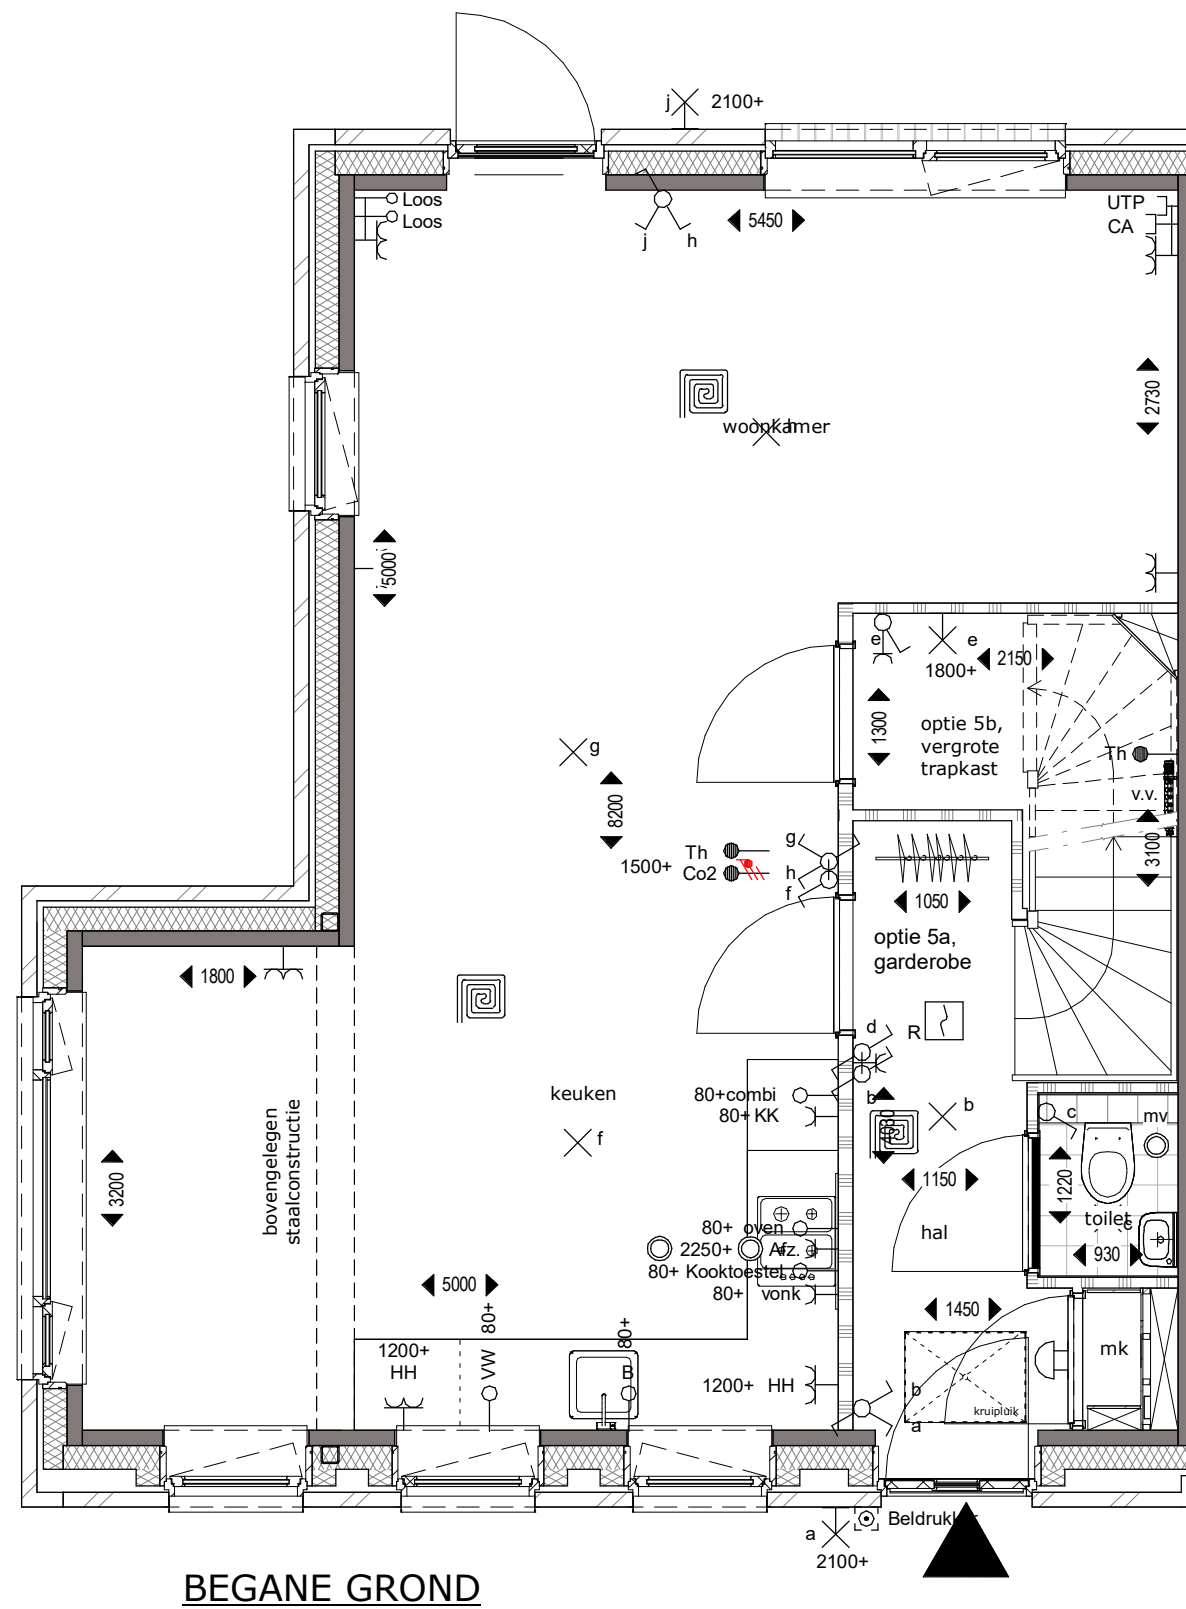 j 2100+
Loos
Loos
UTP
CA
j h
5450
2730
woonkamer
h
5000
e
e
1800+
2150
1300
optie 5b,
vergrote
trapkast
Th
v.v.
g
8200
3100
g
Th
1500+
Co2
h
f
1050
optie 5a,
garderobe
1800
R
d
keuken
80+combi
b
80+ KK
b
c
mv
f
bovengelegen
staalconstructie
3200
1150
1220
80+ oven
hal
toilet
c
2250+ Afz.
930
80+ Kooktoestel
5000
80+ vonk
1450
80+
80+
1200+
HH
VW
B
mk
1200+ HH
b
kruipluik
a
a
Beldrukker
2100+
BEGANE GROND